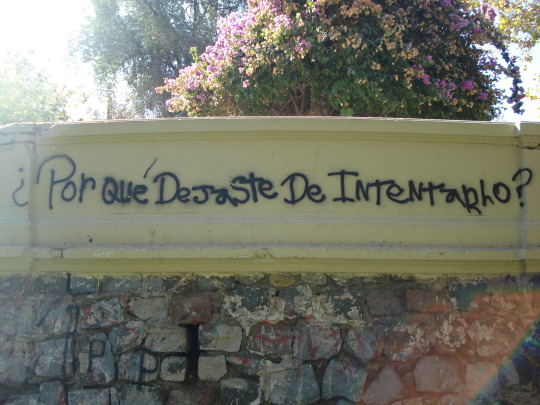 ¿Por qué Dejaste De Intentarlo?